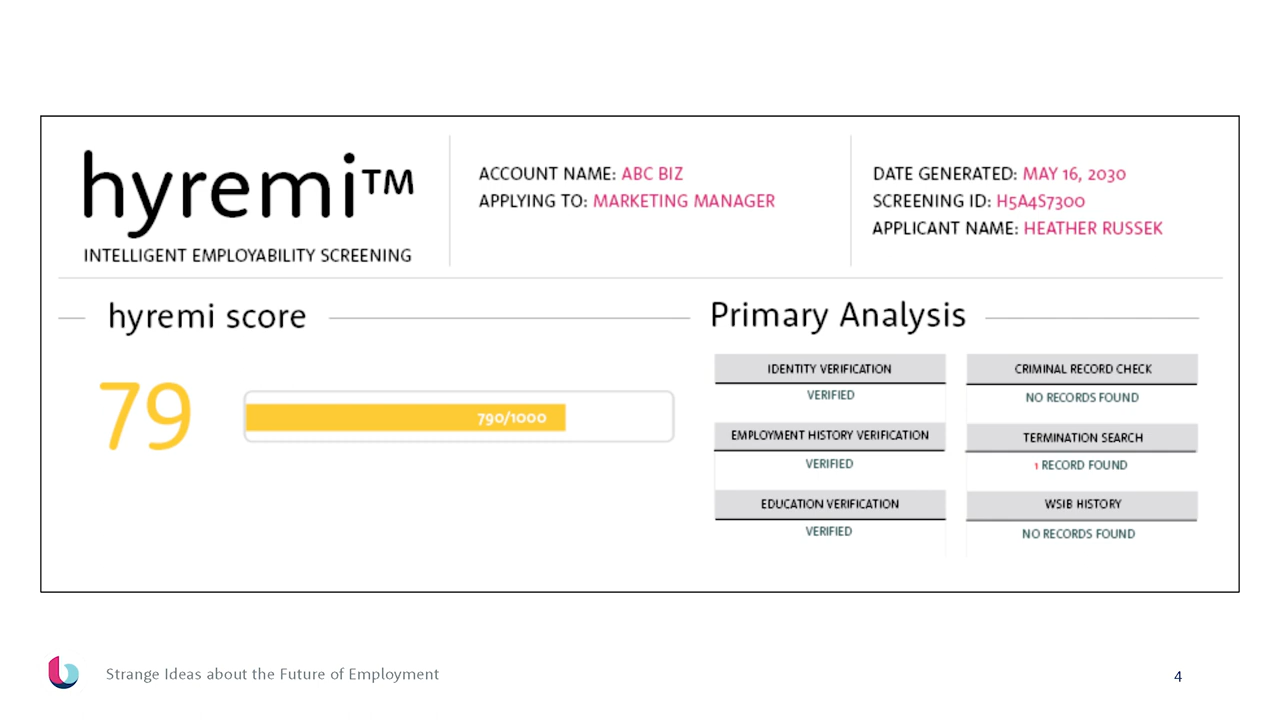 hyremi™
INTELLIGENT EMPLOYABILITY SCREENING
ACCOUNT NAME: ABC BIZ
APPLYING TO: MARKETING MANAGER
DATE GENERATED: MAY 16, 2030
SCREENING ID: H5A4S7300
APPLICANT NAME: HEATHER RUSSEK
hyremi score
79
790/1000
Primary Analysis
IDENTITY VERIFICATION
VERIFIED
EMPLOYMENT HISTORY VERIFICATION
VERIFIED
EDUCATION VERIFICATION
VERIFIED
CRIMINAL RECORD CHECK
NO RECORDS FOUND
TERMINATION SEARCH
1 RECORD FOUND
WSIB HISTORY
NO RECORDS FOUND
Strange Ideas about the Future of Employment
4